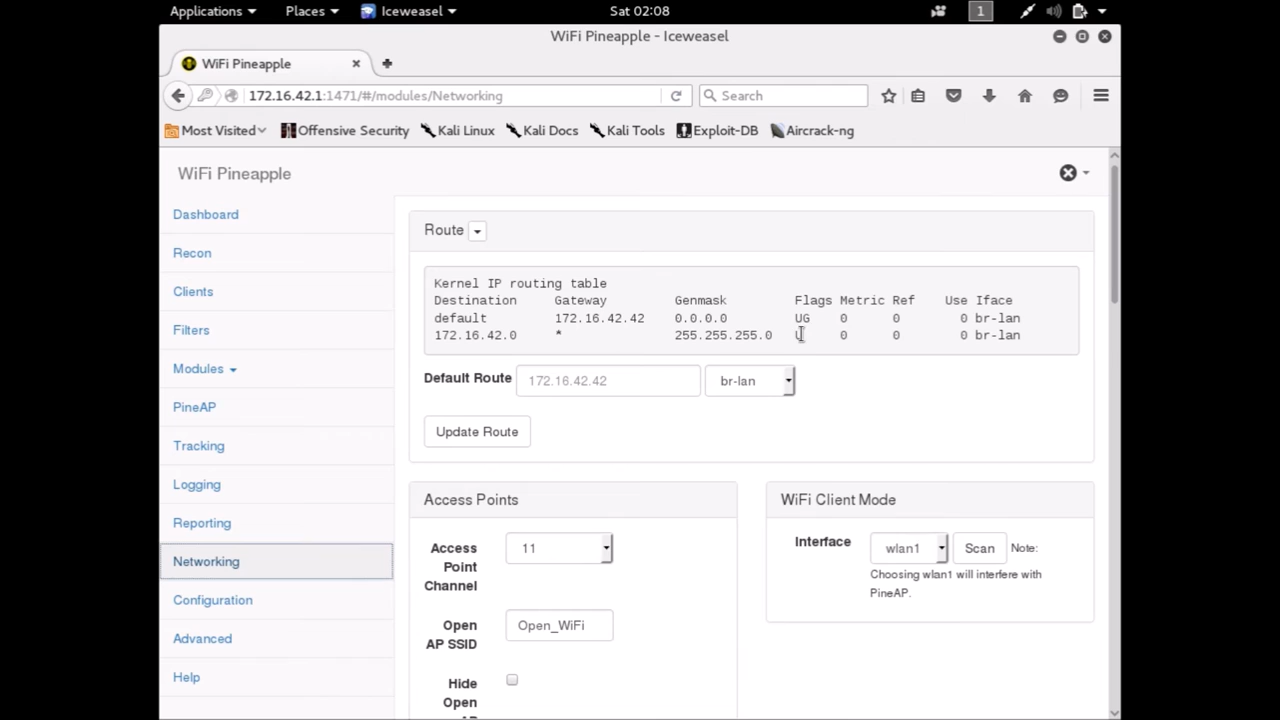 Applications Places Iceweasel Sat 02:08 1
WiFi Pineapple - Iceweasel
WiFi Pineapple
172.16.42.1:1471/#/modules/Networking Search
Most Visited Offensive Security Kali Linux Kali Docs Kali Tools Exploit-DB Aircrack-ng
WiFi Pineapple
Dashboard
Recon
Clients
Filters
Modules
PineAP
Tracking
Logging
Reporting
Networking
Configuration
Advanced
Help
Route
Kernel IP routing table
Destination Gateway Genmask Flags Metric Ref Use Iface
default 172.16.42.42 0.0.0.0 UG 0 0 0 br-lan
172.16.42.0 * 255.255.255.0 U 0 0 0 br-lan
Default Route 172.16.42.42 br-lan
Update Route
Access Points
Access Point Channel 11
Open AP SSID Open_WiFi
Hide
Open
WiFi Client Mode
Interface wlan1 Scan Note:
Choosing wlan1 will interfere with
PineAP.